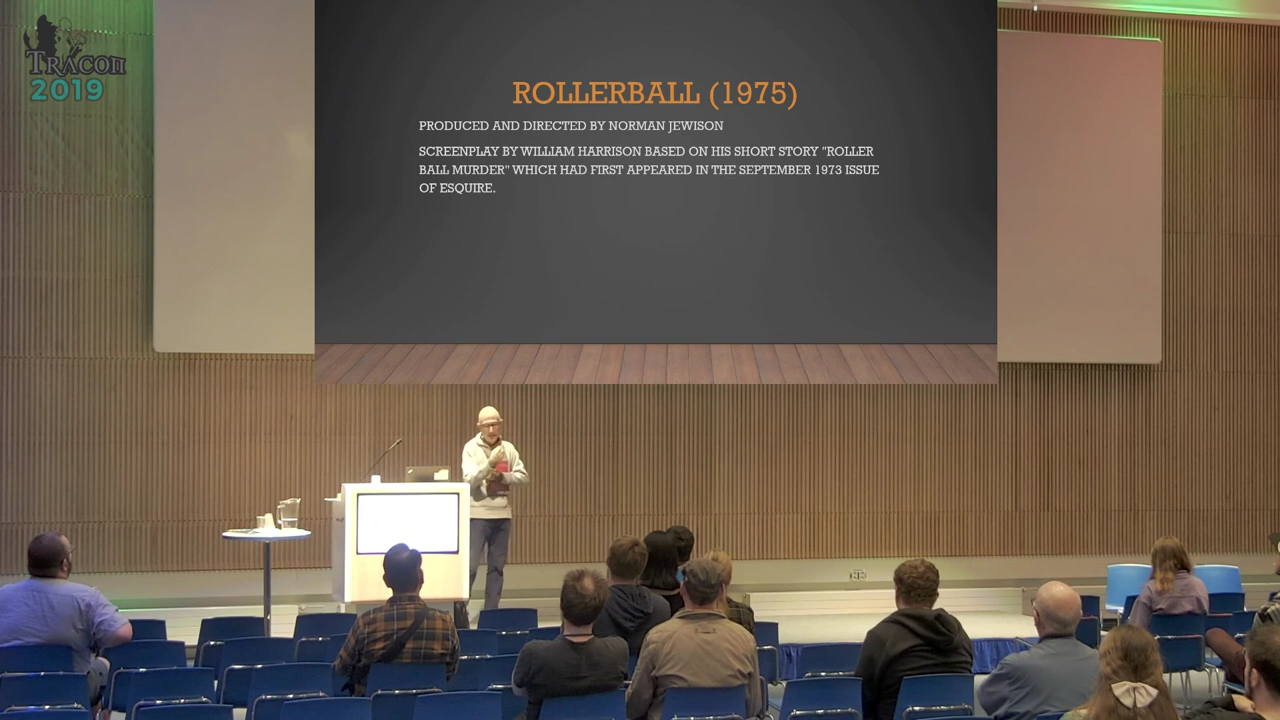 TRACON
2019
ROLLERBALL (1975)
PRODUCED AND DIRECTED BY NORMAN JEWISON
SCREENPLAY BY WILLIAM HARRISON BASED ON HIS SHORT STORY "ROLLER
BALL MURDER" WHICH HAD FIRST APPEARED IN THE SEPTEMBER 1973 ISSUE
OF ESQUIRE.